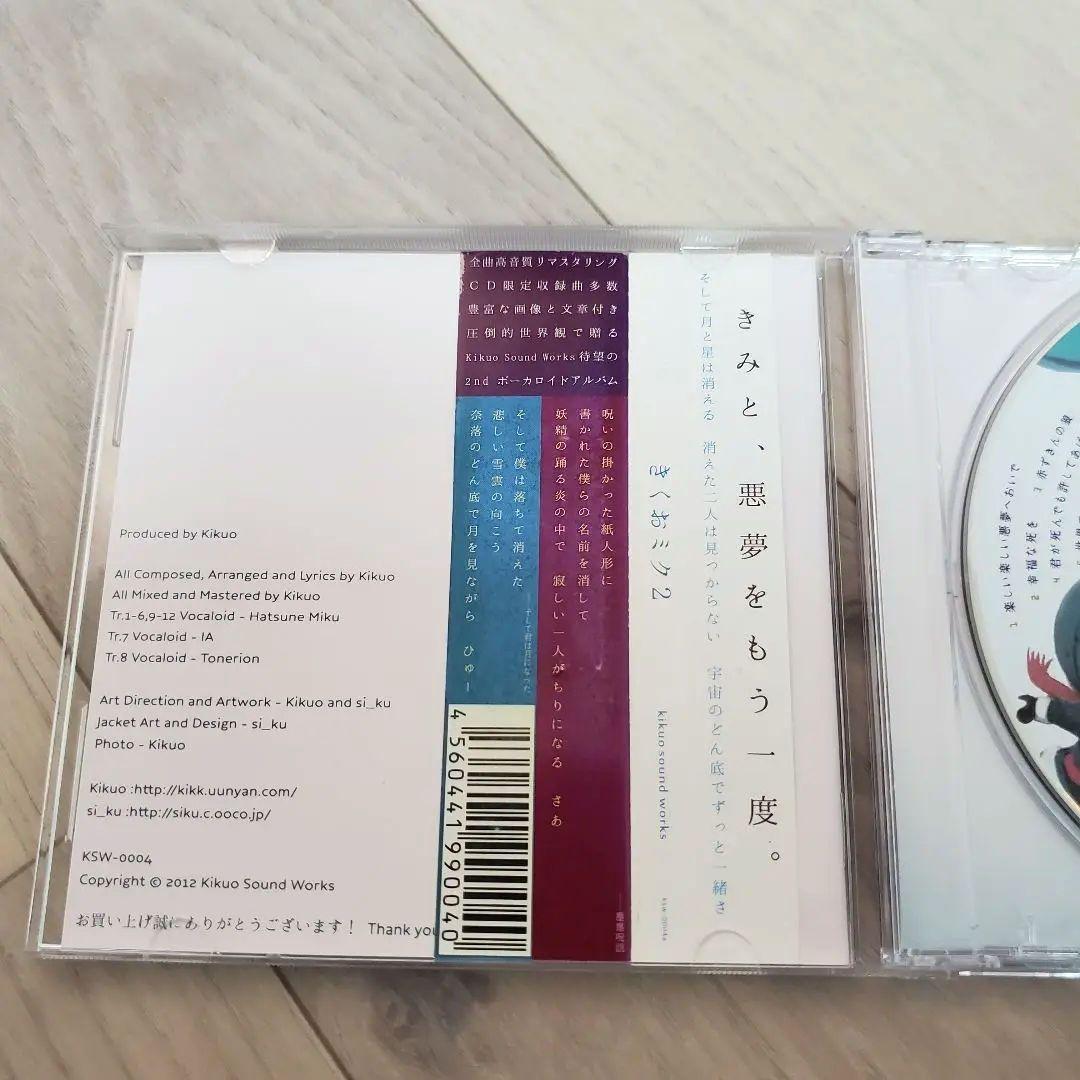 Produced by Kikuo
All Composed, Arranged and Lyrics by Kikuo
All Mixed and Mastered by Kikuo
Tr.1-6,9-12 Vocaloid - Hatsune Miku
Tr.7 Vocaloid - IA
Tr.8 Vocaloid - Tonerion
Art Direction and Artwork - Kikuo and si_ku
Jacket Art and Design - si_ku
Photo - Kikuo
Kikuo :http://kikk.uunyan.com/
si_ku :http://siku.c.ooco.jp/
KSW-0004
Copyright © 2012 Kikuo Sound Works
お買い上げ誠にありがとうございます! Thank you
全曲高音質リマスタリング
CD限定収録曲多数
豊富な画像と文章付き
圧倒的世界観で贈る
Kikuo Sound Works待望の
2nd ボーカロイドアルバム
呪いの掛かった紙人形に
書かれた僕らの名前を消して
妖精の踊る炎の中で 寂しい一人がちりになる さあ
そして僕は落ちて消えた
悲しい雪雲の向こう
奈落のどん底で月を見ながら ひゅー
そして君は月になった
塵塵呪詛
4560441990040
きみと、悪夢をもう一度。
そして月と星は消える 消えた二人は見つからない 宇宙のどん底でずっと一緒さ
きくおミク2
kikuo sound works
KSW-0004a
1 楽しい楽しい悪夢へおいで
2 幸福な死を
3 赤ずきんの狼
4 君が死んでも許してあげ